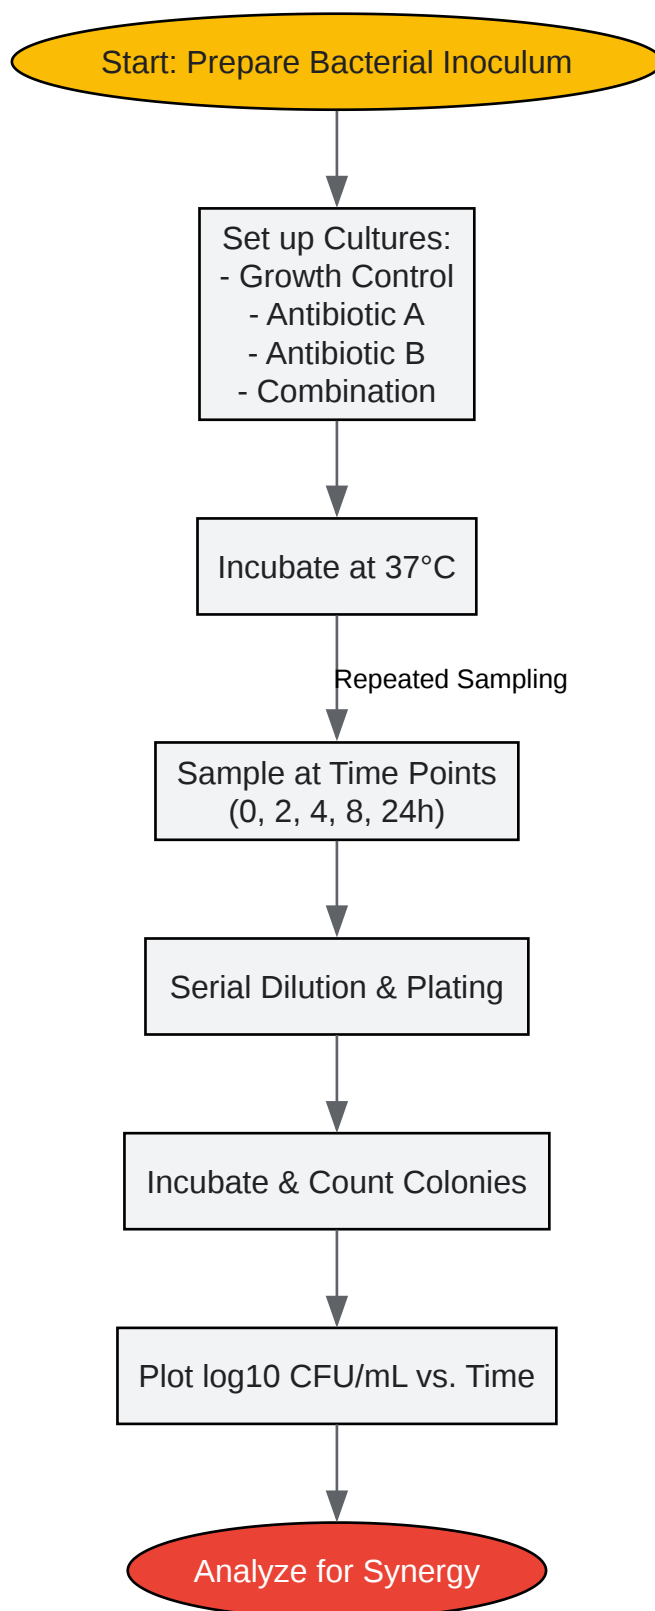 Start: Prepare Bacterial Inoculum
Set up Cultures:
- Growth Control
- Antibiotic A
- Antibiotic B
- Combination
Incubate at 37°C
Repeated Sampling
Sample at Time Points
(0, 2, 4, 8, 24h)
Serial Dilution & Plating
Incubate & Count Colonies
Plot log10 CFU/mL vs. Time
Analyze for Synergy